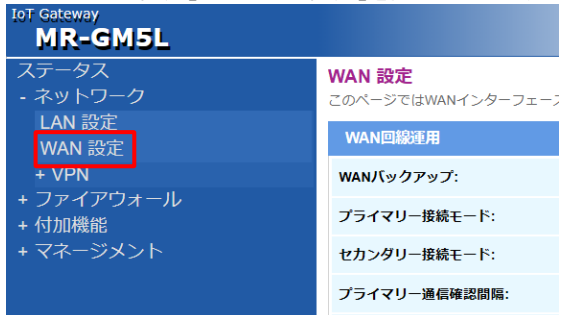 IoT Gateway
MR-GM5L
ステータス
- ネットワーク
LAN 設定
WAN 設定
+ VPN
+ ファイアウォール
+ 付加機能
+ マネージメント
WAN 設定
このページではWANインターフェース
WAN回線運用
WANバックアップ:
プライマリー接続モード:
セカンダリー接続モード:
プライマリー通信確認間隔: